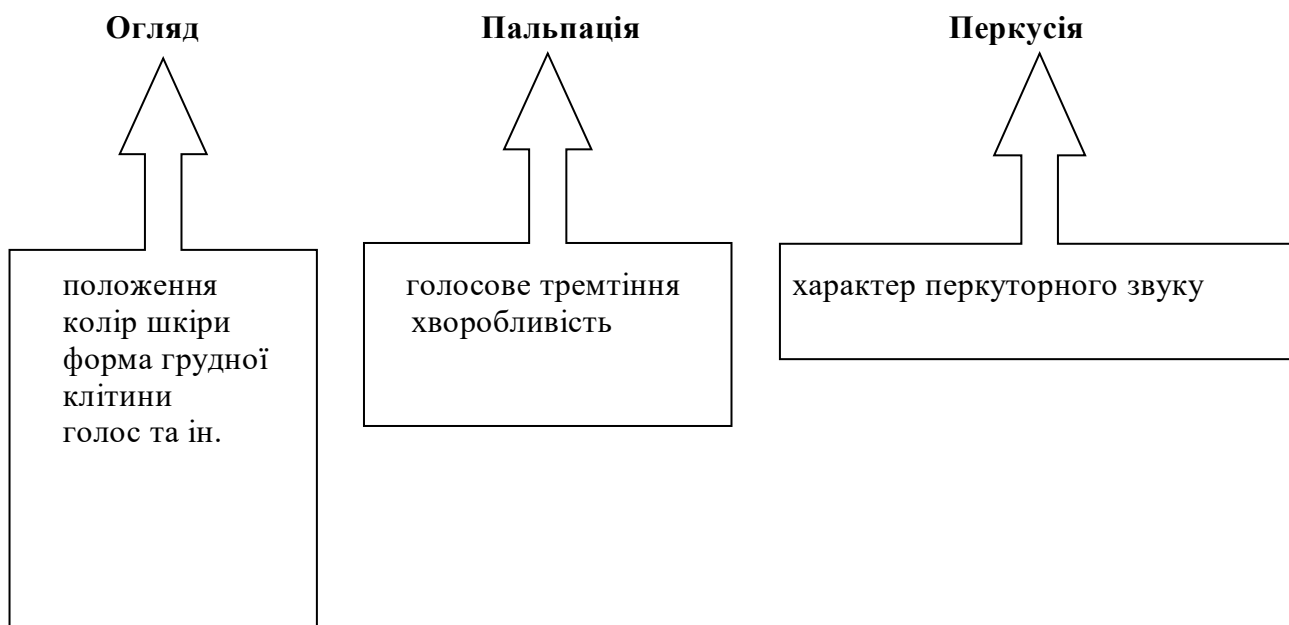 Огляд
Пальпація
Перкусія
положення
колір шкіри
форма грудної
клітини
голос та ін.
голосове тремтіння
хворобливість
характер перкуторного звуку